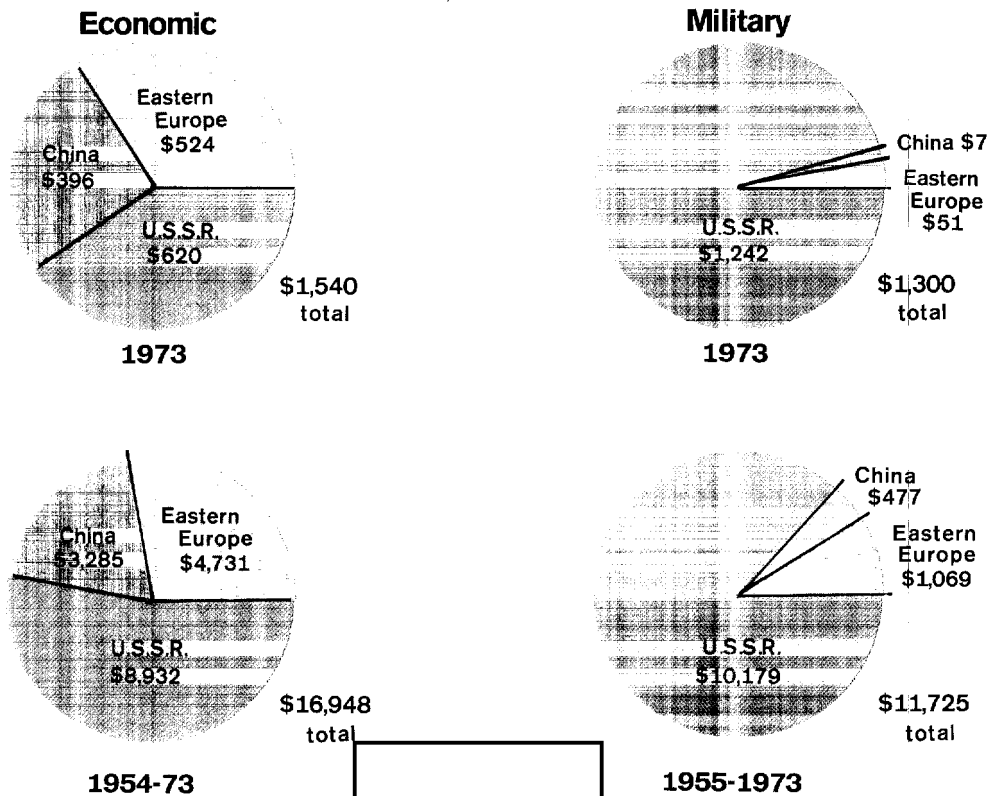 Economic
Eastern
Europe
$524
China
$396
U.S.S.R.
$620
$1,540
total
1973
Military
China $7
Eastern
Europe
$51
U.S.S.R.
$1,242
$1,300
total
1973
Eastern
Europe
$4,731
China
$3,285
U.S.S.R.
$8,932
$16,948
total
1954-73
China
$477
Eastern
Europe
$1,069
U.S.S.R.
$10,179
$11,725
total
1955-1973